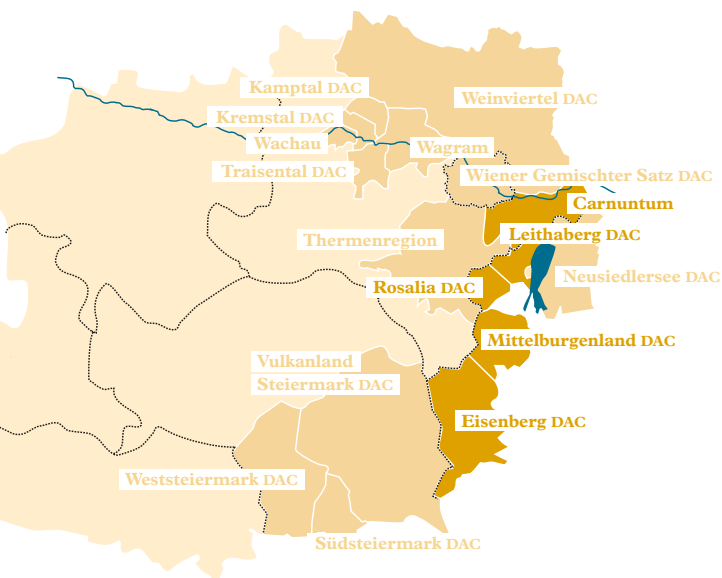 Kamptal DAC
Weinviertel DAC
Kremstal DAC
Wachau
Wagram
Traisental DAC
Wiener Gemischter Satz DAC
Carnuntum
Thermenregion
Leithaberg DAC
Neusiedlersee DAC
Rosalia DAC
Mittelburgenland DAC
Vulkanland
Steiermark DAC
Eisenberg DAC
Weststeiermark DAC
Südsteiermark DAC